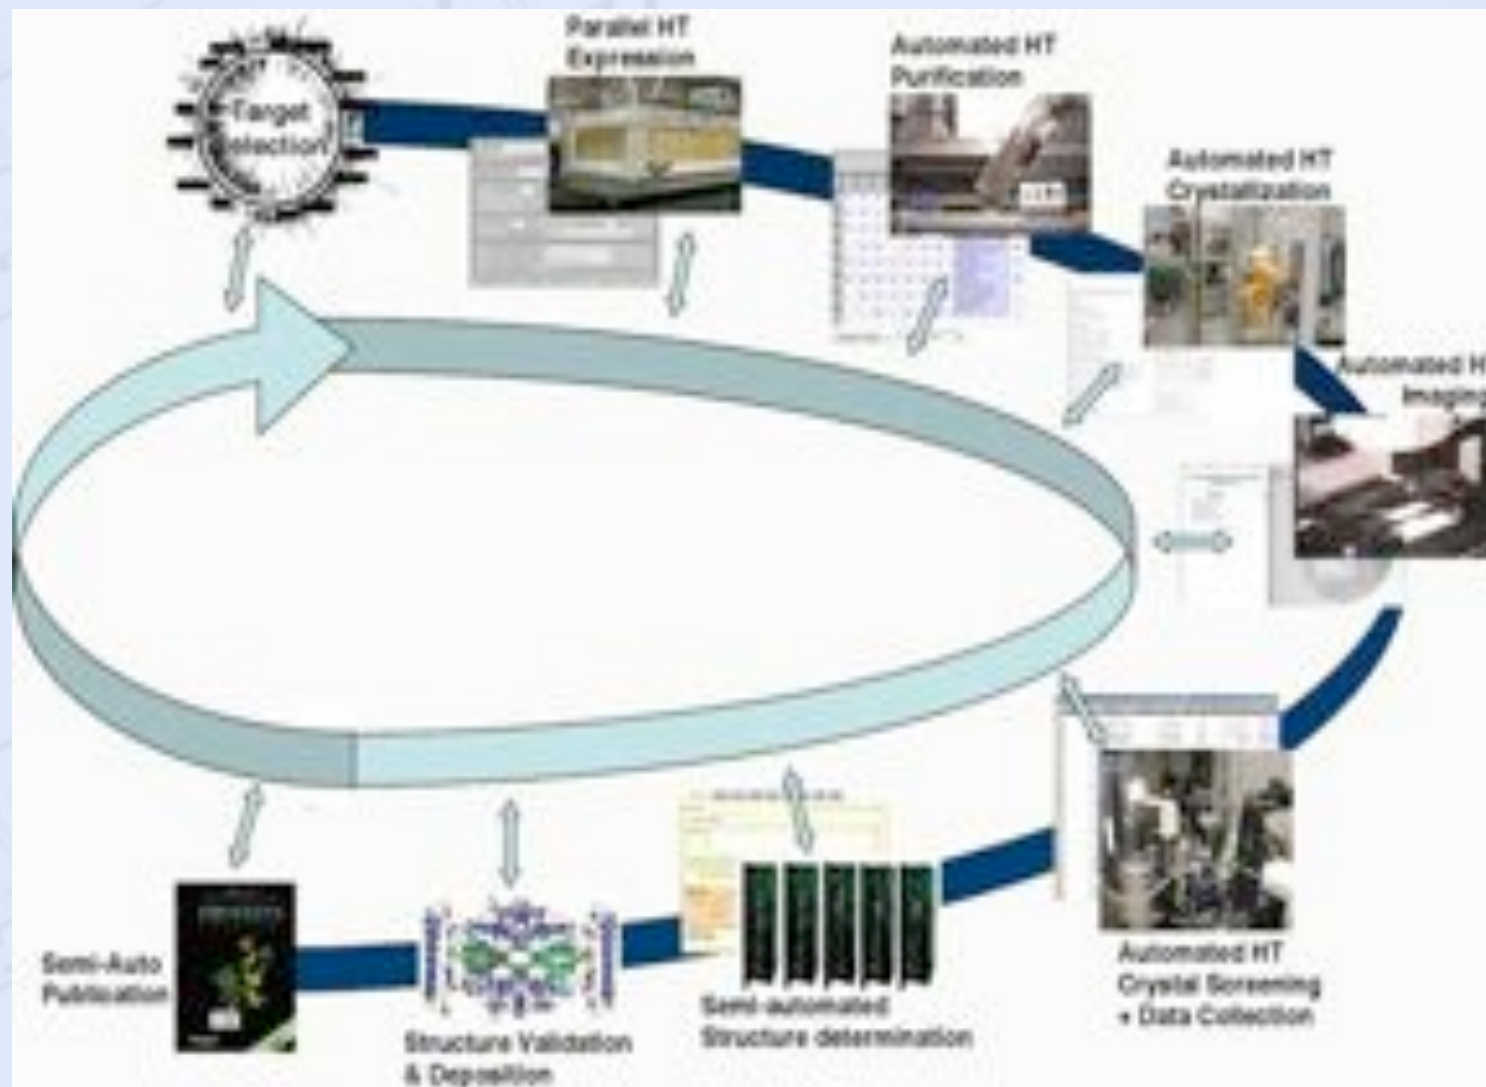 Target
Selection
Parallel HT
Expression
Automated HT
Purification
Automated HT
Crystallization
Automated H
Imaging
Automated HT
Crystal Screening
+ Data Collection
Semi-automated
Structure determination
Structure Validation
& Deposition
Semi-Auto
Publication